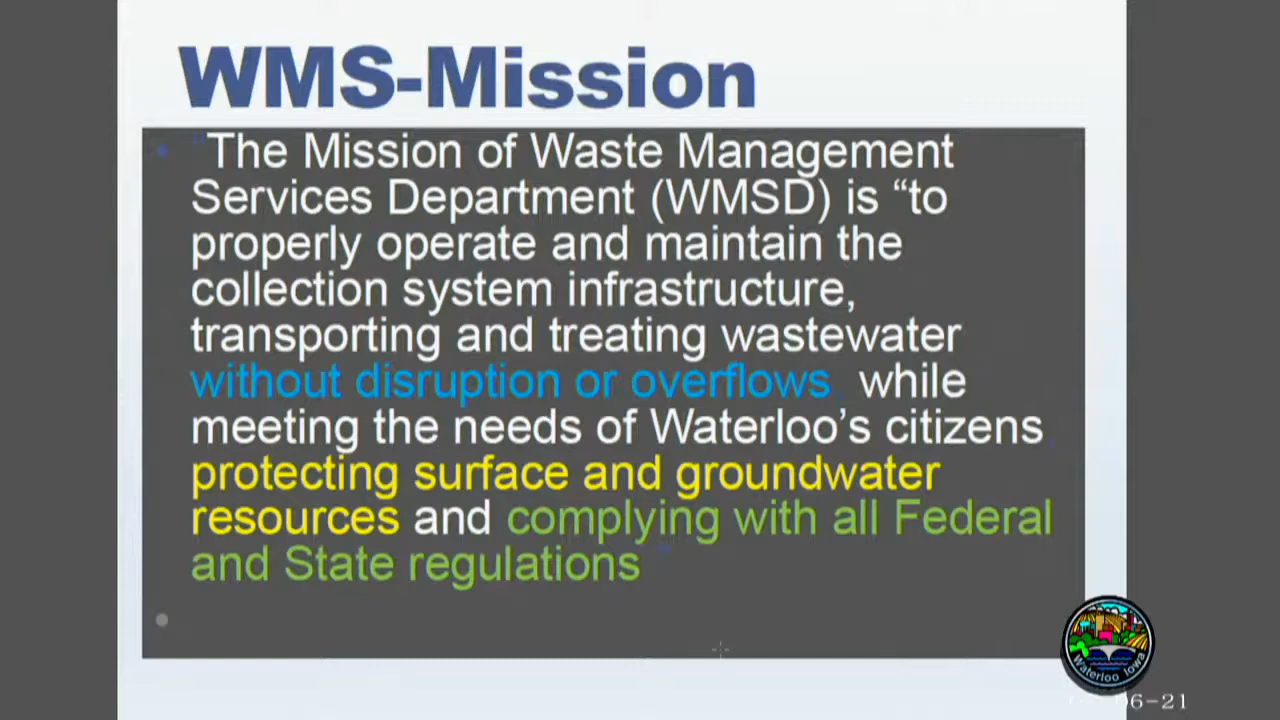 WMS-Mission
"The Mission of Waste Management
Services Department (WMSD) is “to
properly operate and maintain the
collection system infrastructure,
transporting and treating wastewater
without disruption or overflows, while
meeting the needs of Waterloo’s citizens,
protecting surface and groundwater
resources and complying with all Federal
and State regulations"
Waterloo Iowa
06-21